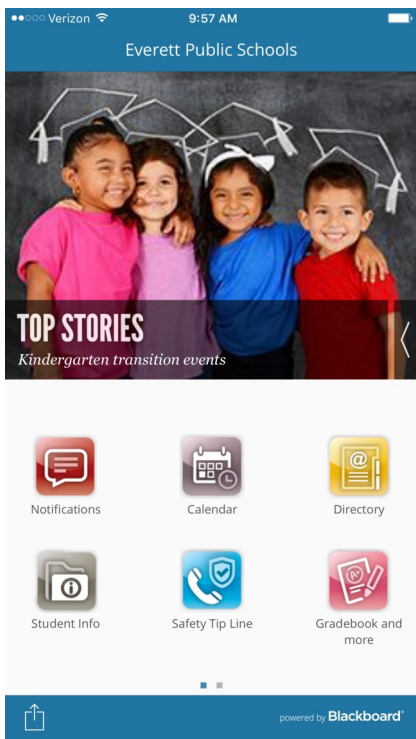 Verizon 9:57 AM
Everett Public Schools
TOP STORIES
Kindergarten transition events
Notifications Calendar Directory
Student Info Safety Tip Line Gradebook and
more
powered by Blackboard®